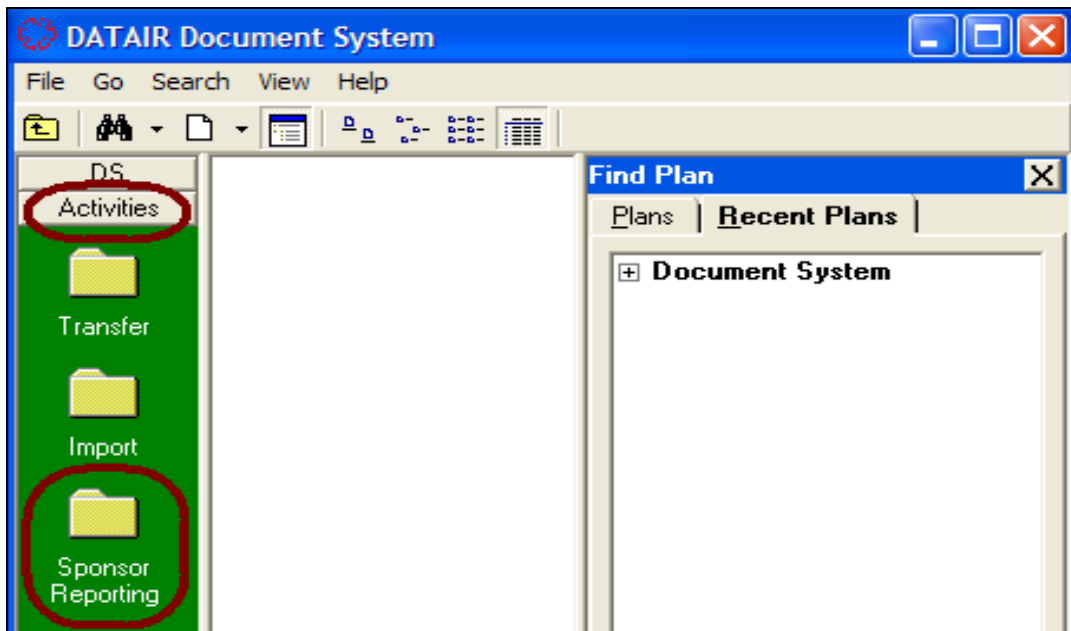 DATAIR Document System
File Go Search View Help
DS
Activities
Transfer
Import
Sponsor
Reporting
Find Plan
Plans Recent Plans
Document System